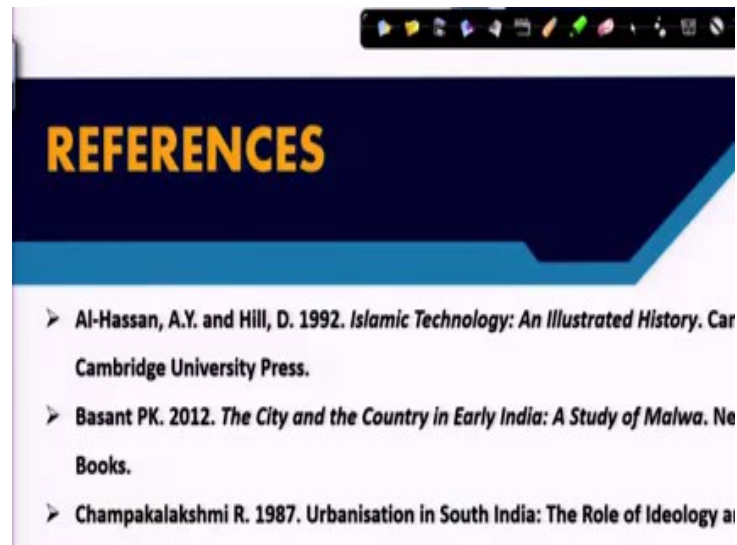 REFERENCES
➤ Al-Hassan, A.Y. and Hill, D. 1992. Islamic Technology: An Illustrated History. Car
Cambridge University Press.
➤ Basant PK. 2012. The City and the Country in Early India: A Study of Malwa. Ne
Books.
➤ Champakalakshmi R. 1987. Urbanisation in South India: The Role of Ideology an